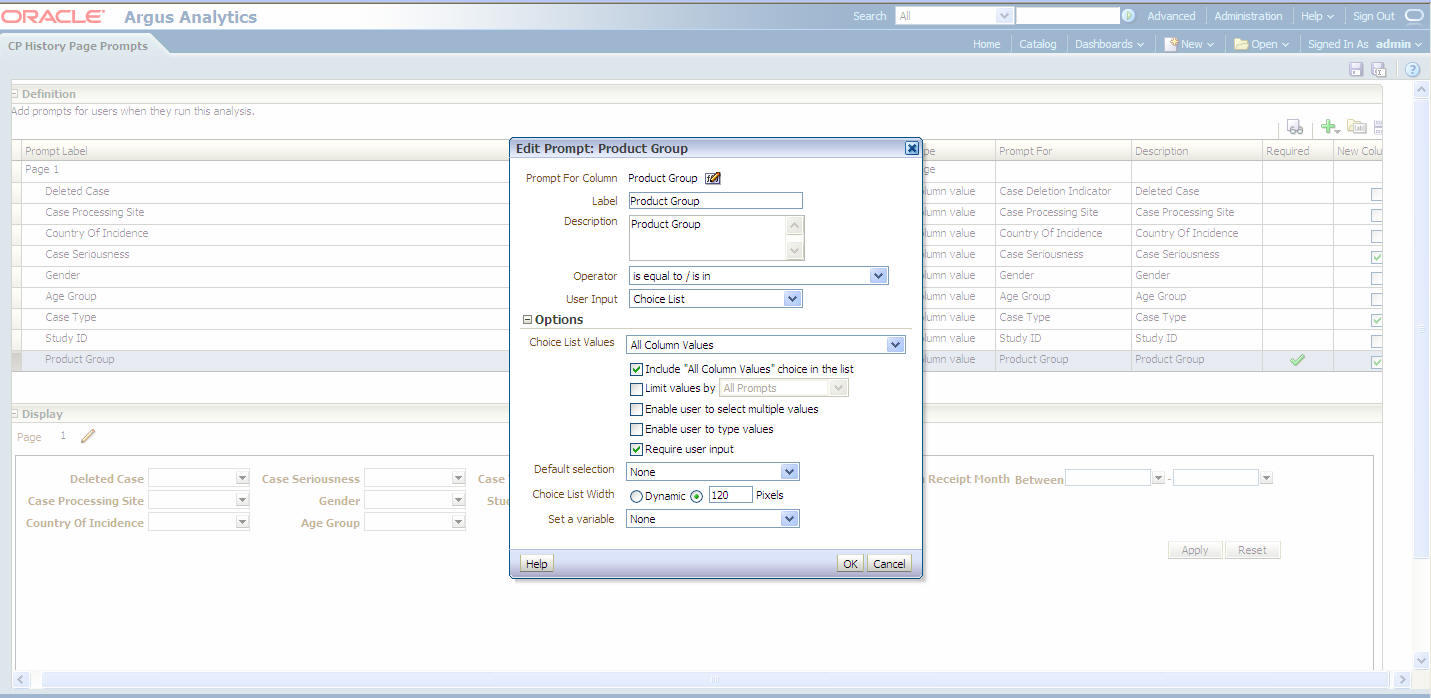 ORACLE® Argus Analytics Search All Advanced Administration Help Sign Out
CP History Page Prompts Home Catalog Dashboards New Open Signed In As admin
Definition
Add prompts for users when they run this analysis.
Prompt Label Prompt For Description Required New Colu
Page 1
Deleted Case lumn value Case Deletion Indicator Deleted Case
Case Processing Site lumn value Case Processing Site Case Processing Site
Country Of Incidence lumn value Country Of Incidence Country Of Incidence
Case Seriousness lumn value Case Seriousness Case Seriousness
Gender lumn value Gender Gender
Age Group lumn value Age Group Age Group
Case Type lumn value Case Type Case Type
Study ID lumn value Study ID Study ID
Product Group lumn value Product Group Product Group
Edit Prompt: Product Group
Prompt For Column Product Group
Label Product Group
Description Product Group
Operator is equal to / is in
User Input Choice List
Options
Choice List Values All Column Values
Include "All Column Values" choice in the list
Limit values by All Prompts
Enable user to select multiple values
Enable user to type values
Require user input
Default selection None
Choice List Width Dynamic 120 Pixels
Set a variable None
Help OK Cancel
Display
Page 1
Deleted Case Case Seriousness Case Receipt Month Between -
Case Processing Site Gender Stu
Country Of Incidence Age Group
Apply Reset